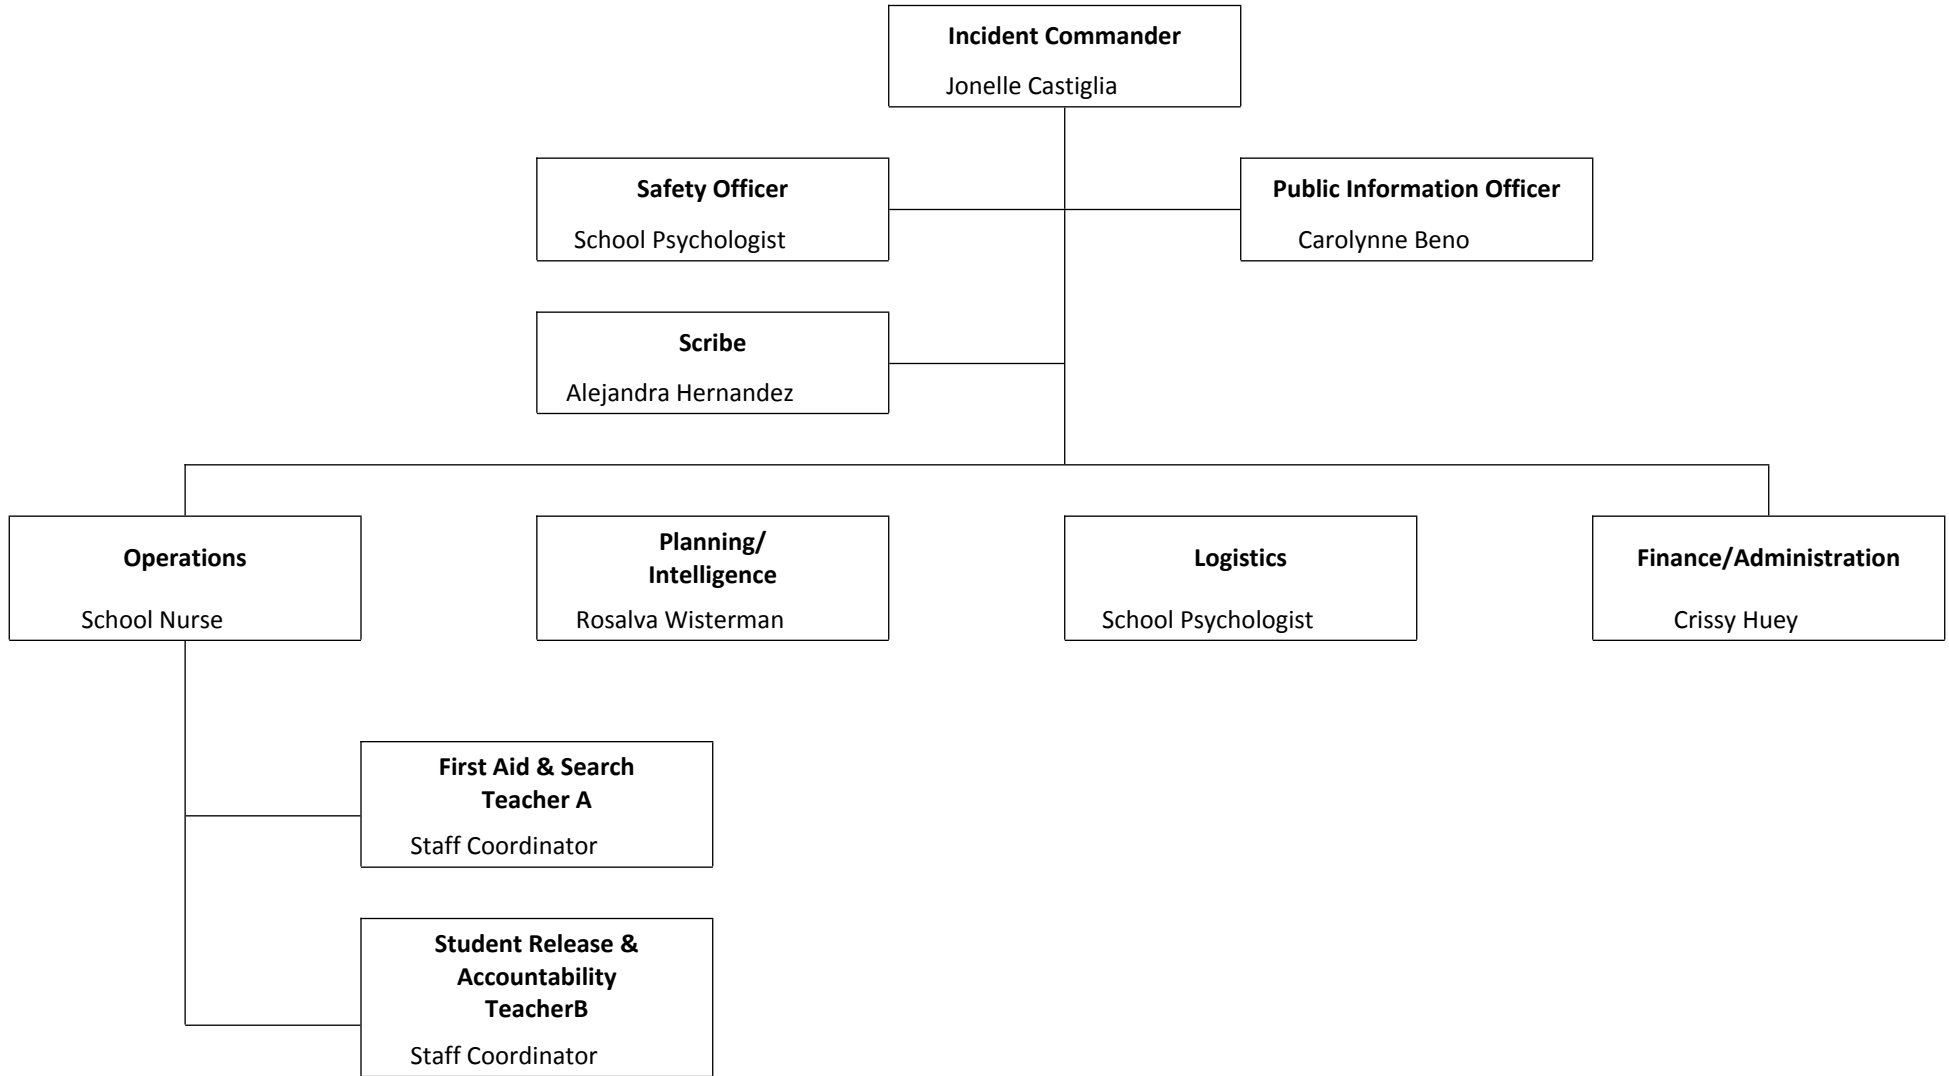 Incident Commander
Jonelle Castiglia
Safety Officer
School Psychologist
Public Information Officer
Carolynne Beno
Scribe
Alejandra Hernandez
Operations
School Nurse
Planning/
Intelligence
Rosalva Wisterman
Logistics
School Psychologist
Finance/Administration
Crissy Huey
First Aid & Search
Teacher A
Staff Coordinator
Student Release &
Accountability
TeacherB
Staff Coordinator